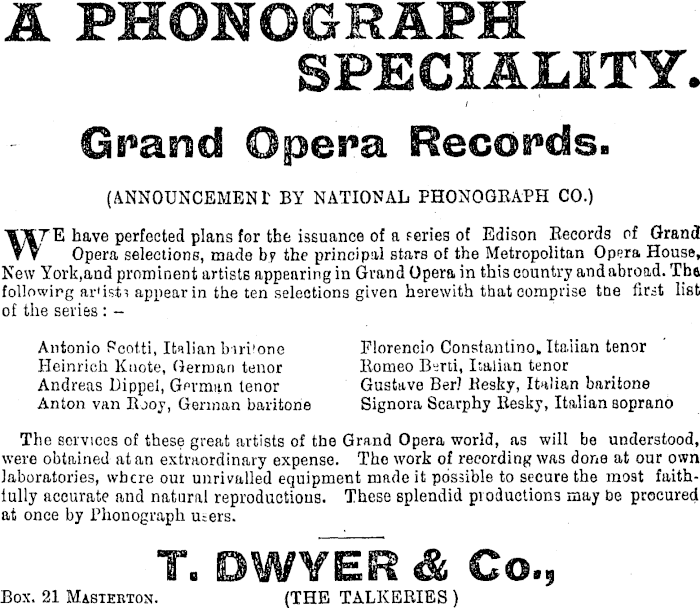 A PHONOGRAPH
SPECIALITY.
Grand Opera Records.
(ANNOUNCEMENT BY NATIONAL PHONOGRAPH CO.)
WE have perfected plans for the issuance of a series of Edison Records of Grand
Opera selections, made by the principal stars of the Metropolitan Opera House,
New York,and prominent artists appearing in Grand Opera in this country and abroad. The
following artists appear in the ten selections given herewith that comprise the first list
of the series : —
Antonio Scotti, Italian baritone
Heinrich Knote, German tenor
Andreas Dippel, German tenor
Anton van Rooy, German baritone
Florencio Constantino, Italian tenor
Romeo Berti, Italian tenor
Gustave Berl Resky, Italian baritone
Signora Scarphy Resky, Italian soprano
The services of these great artists of the Grand Opera world, as will be understood,
were obtained at an extraordinary expense. The work of recording was done at our own
laboratories, where our unrivalled equipment made it possible to secure the most faith-
fully accurate and natural reproductions. These splendid productions may be procured
at once by Phonograph users.
T. DWYER & Co.,
Box. 21 MASTERTON.
(THE TALKERIES)